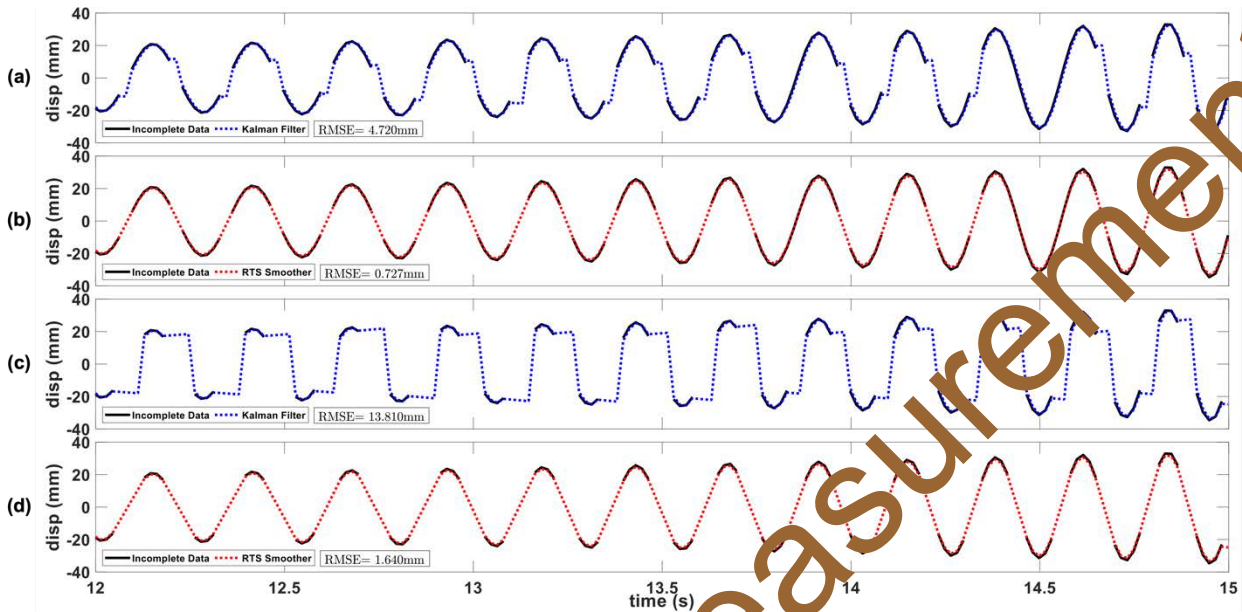 (a)
disp (mm)
40
20
0
-20
-40
Incomplete Data Kalman Filter RMSE= 4.720mm
(b)
disp (mm)
40
20
0
-20
-40
Incomplete Data RTS Smoother RMSE= 0.727mm
(c)
disp (mm)
40
20
0
-20
-40
Incomplete Data Kalman Filter RMSE= 13.810mm
(d)
disp (mm)
40
20
0
-20
-40
Incomplete Data RTS Smoother RMSE= 1.640mm
12 12.5 13 13.5 14 14.5 15
time (s)